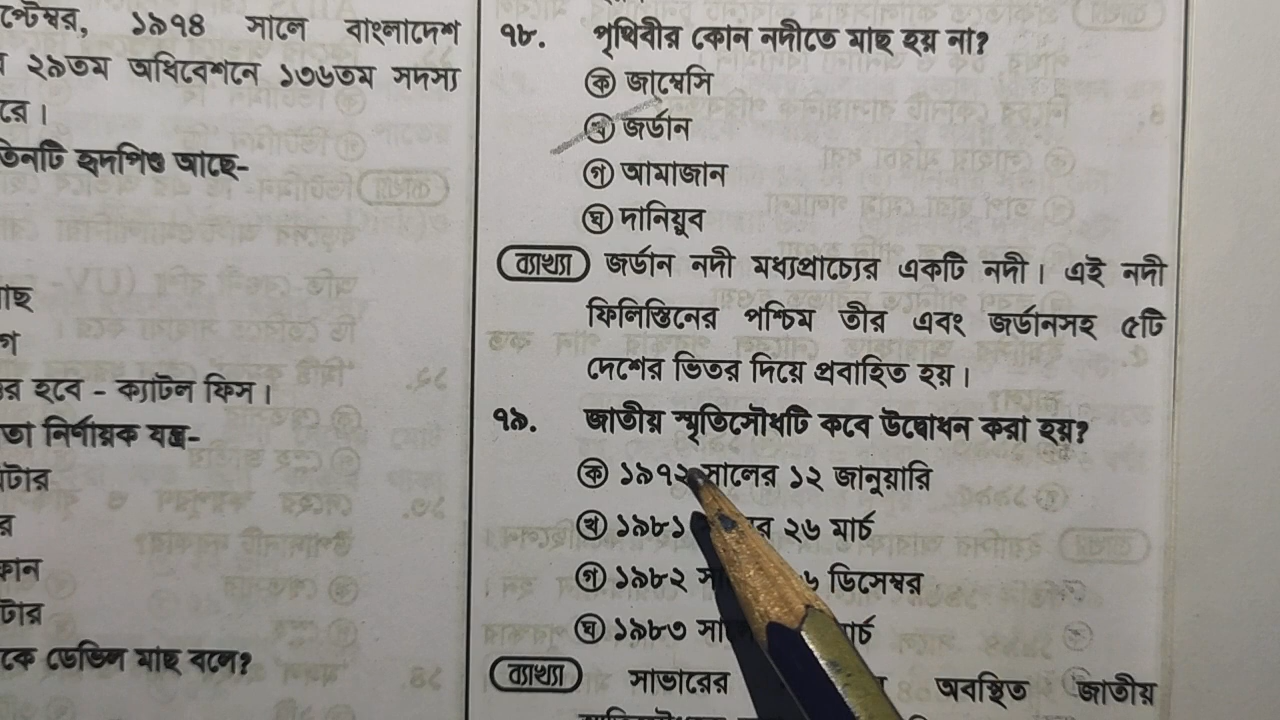 প্টেম্বর, ১৯৭৪ সালে বাংলাদেশ
২৯তম অধিবেশনে ১৩৬তম সদস্য
রে।
তিনটি হৃদপিণ্ড আছে-
াছ
গ
র হবে - ক্যাটল ফিস।
তা নির্ণায়ক যন্ত্র-
টার
র
কান
টার
কে ডেভিল মাছ বলে?
৭৮. পৃথিবীর কোন নদীতে মাছ হয় না?
ক জাম্বেসি
খ জর্ডান
গ আমাজান
ঘ দানিয়ুব
ব্যাখ্যা জর্ডান নদী মধ্যপ্রাচ্যের একটি নদী। এই নদী
ফিলিস্তিনের পশ্চিম তীর এবং জর্ডানসহ ৫টি
দেশের ভিতর দিয়ে প্রবাহিত হয়।
৭৯. জাতীয় স্মৃতিসৌধটি কবে উদ্বোধন করা হয়?
ক ১৯৭২ সালের ১২ জানুয়ারি
খ ১৯৮১ র ২৬ মার্চ
গ ১৯৮২ সা ৬ ডিসেম্বর
ঘ ১৯৮৩ সালে মার্চ
ব্যাখ্যা সাভারের অবস্থিত জাতীয়